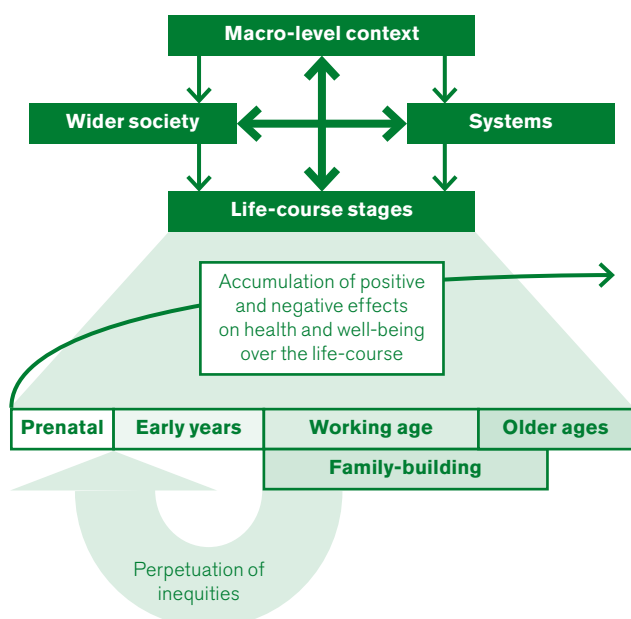 Macro-level context
Wider society
Systems
Life-course stages
Accumulation of positive
and negative effects
on health and well-being
over the life-course
Prenatal
Early years
Working age
Older ages
Family-building
Perpetuation of
inequities